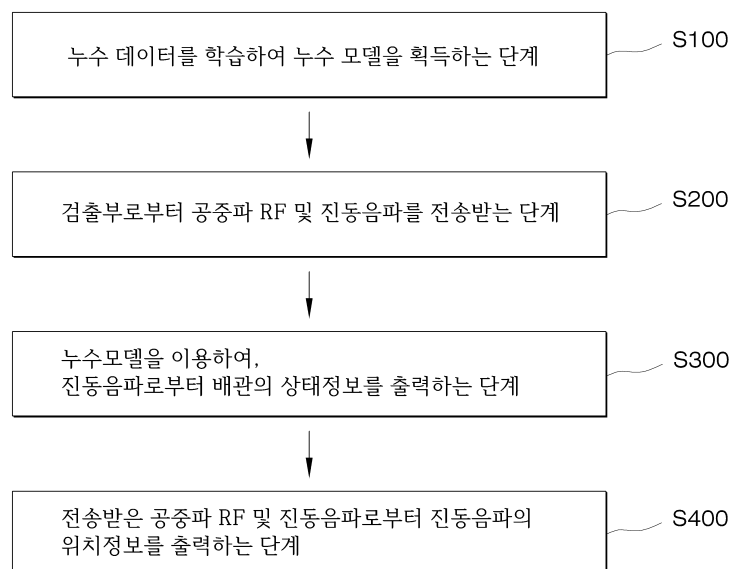 누수 데이터를 학습하여 누수 모델을 획득하는 단계
S100
검출부로부터 공중파 RF 및 진동음파를 전송받는 단계
S200
누수모델을 이용하여,
진동음파로부터 배관의 상태정보를 출력하는 단계
S300
전송받은 공중파 RF 및 진동음파로부터 진동음파의
위치정보를 출력하는 단계
S400